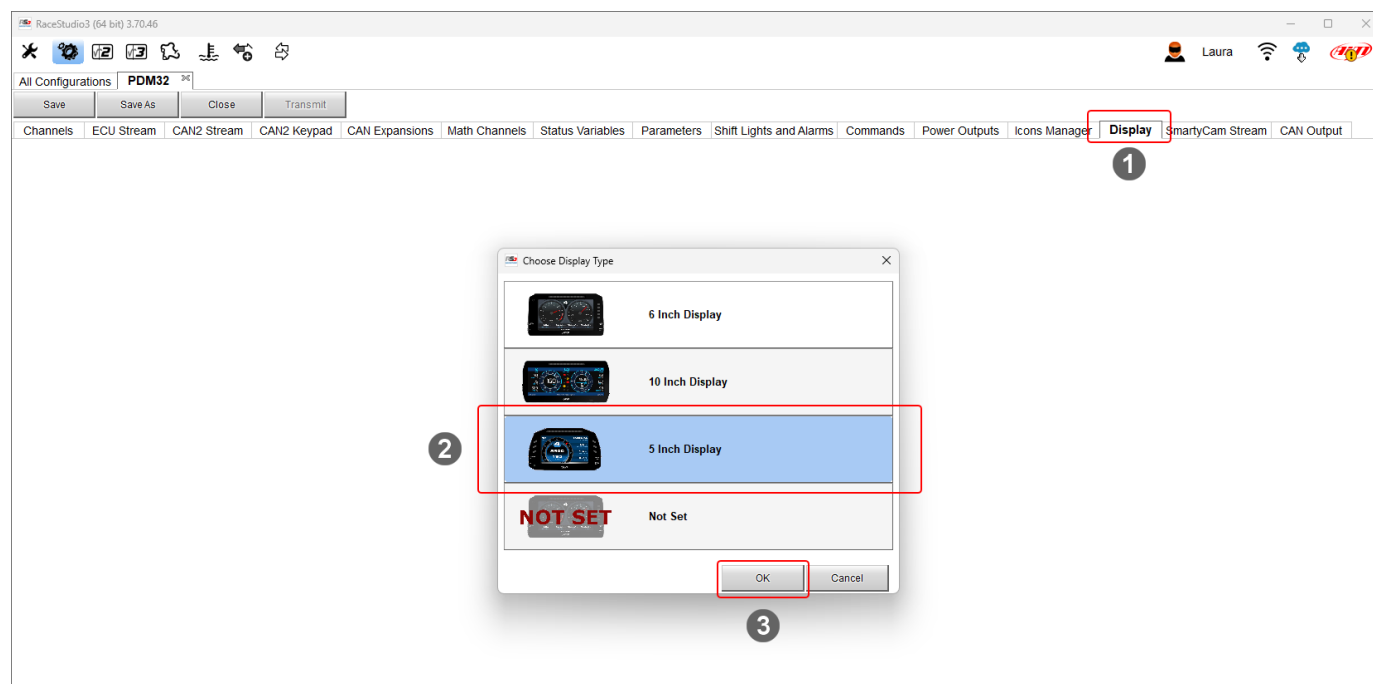 RaceStudio3 (64 bit) 3.70.46
Laura
All Configurations PDM32
Save Save As Close Transmit
Channels ECU Stream CAN2 Stream CAN2 Keypad CAN Expansions Math Channels Status Variables Parameters Shift Lights and Alarms Commands Power Outputs Icons Manager Display SmartyCam Stream CAN Output
1
Choose Display Type
6 Inch Display
10 Inch Display
2
5 Inch Display
NOT SET Not Set
OK Cancel
3